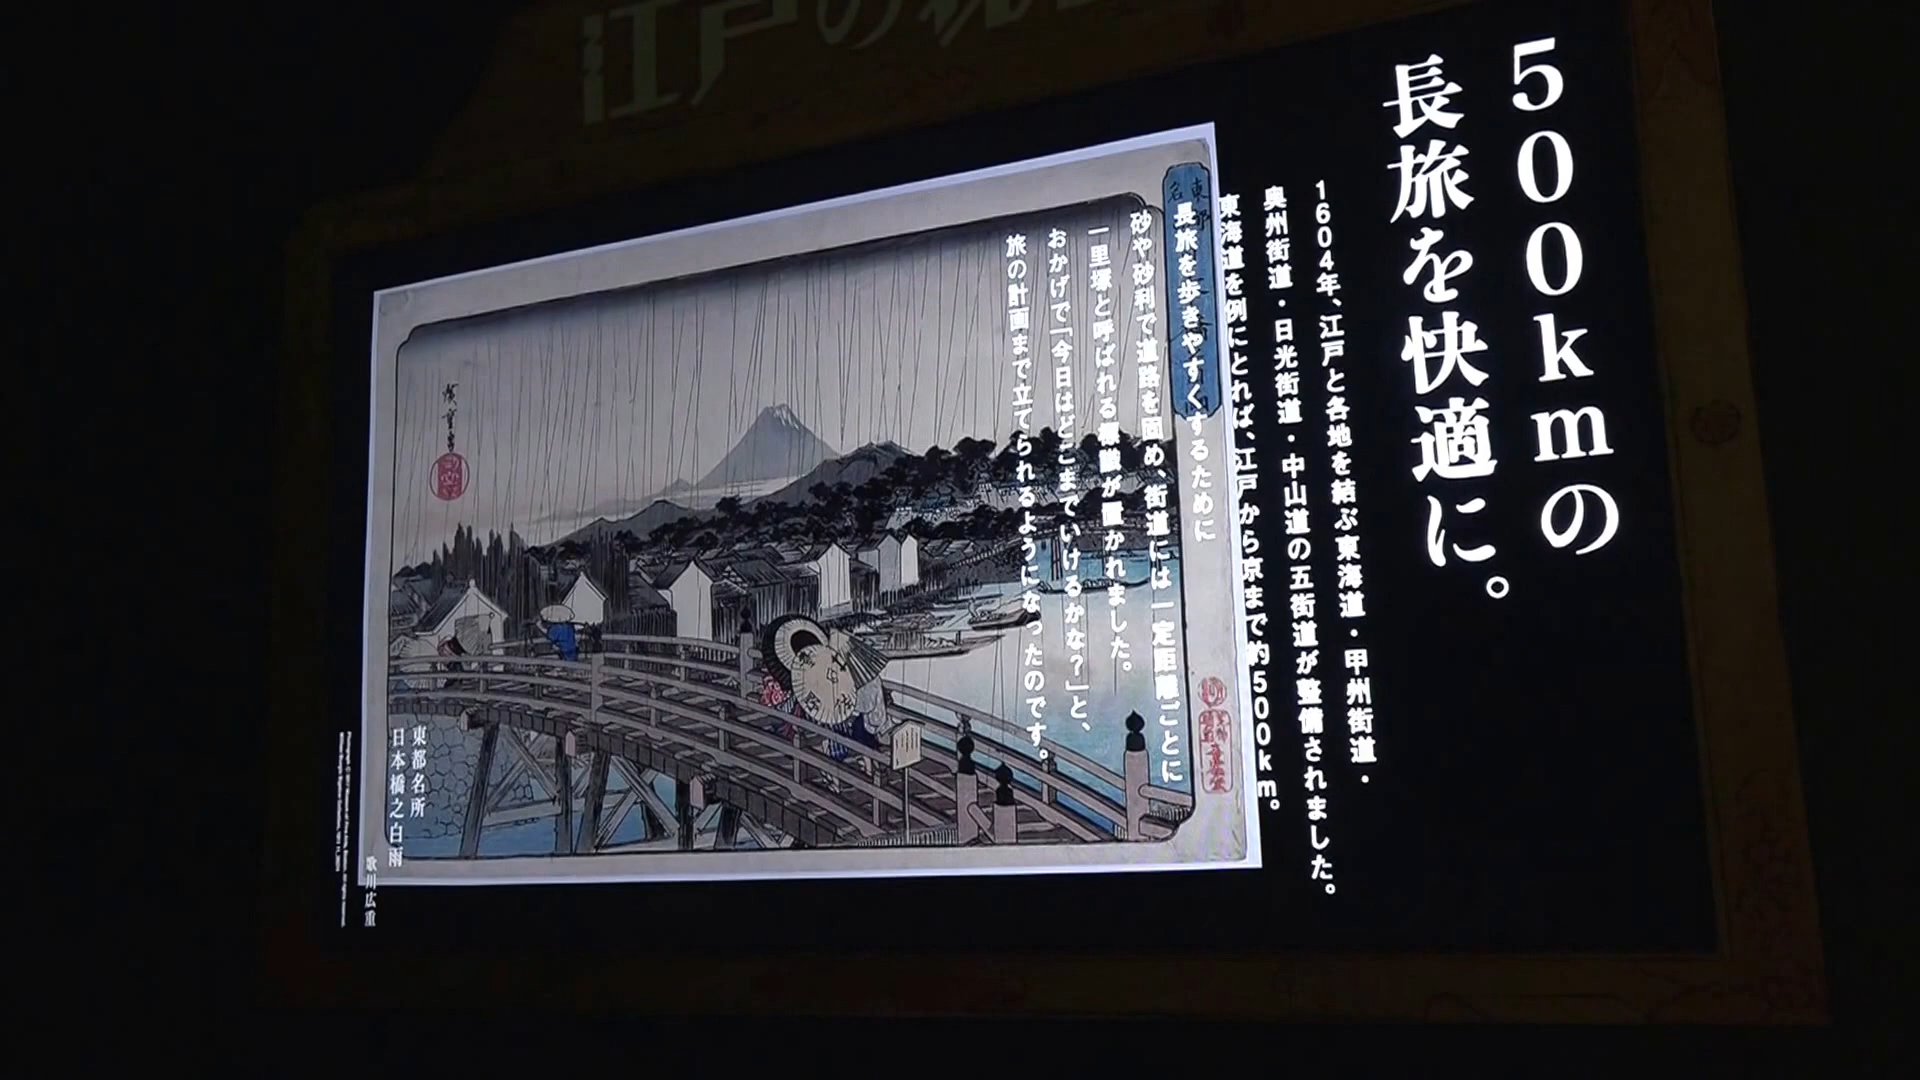 江戸の
500kmの
長旅を快適に。
1604年、江戸と各地を結ぶ東海道・甲州街道・
奥州街道・日光街道・中山道の五街道が整備されました。
東海道を例にとれば、江戸から京まで約500km。
長旅を歩きやすくするために
砂や砂利で道路を固め、街道には一定距離ごとに
一里塚と呼ばれる標識が置かれました。
おかげで「今日はどこまでいけるかな?」と、
旅の計画まで立てられるようになったのです。
東都名所
日本橋之白雨
歌川広重
廣重画